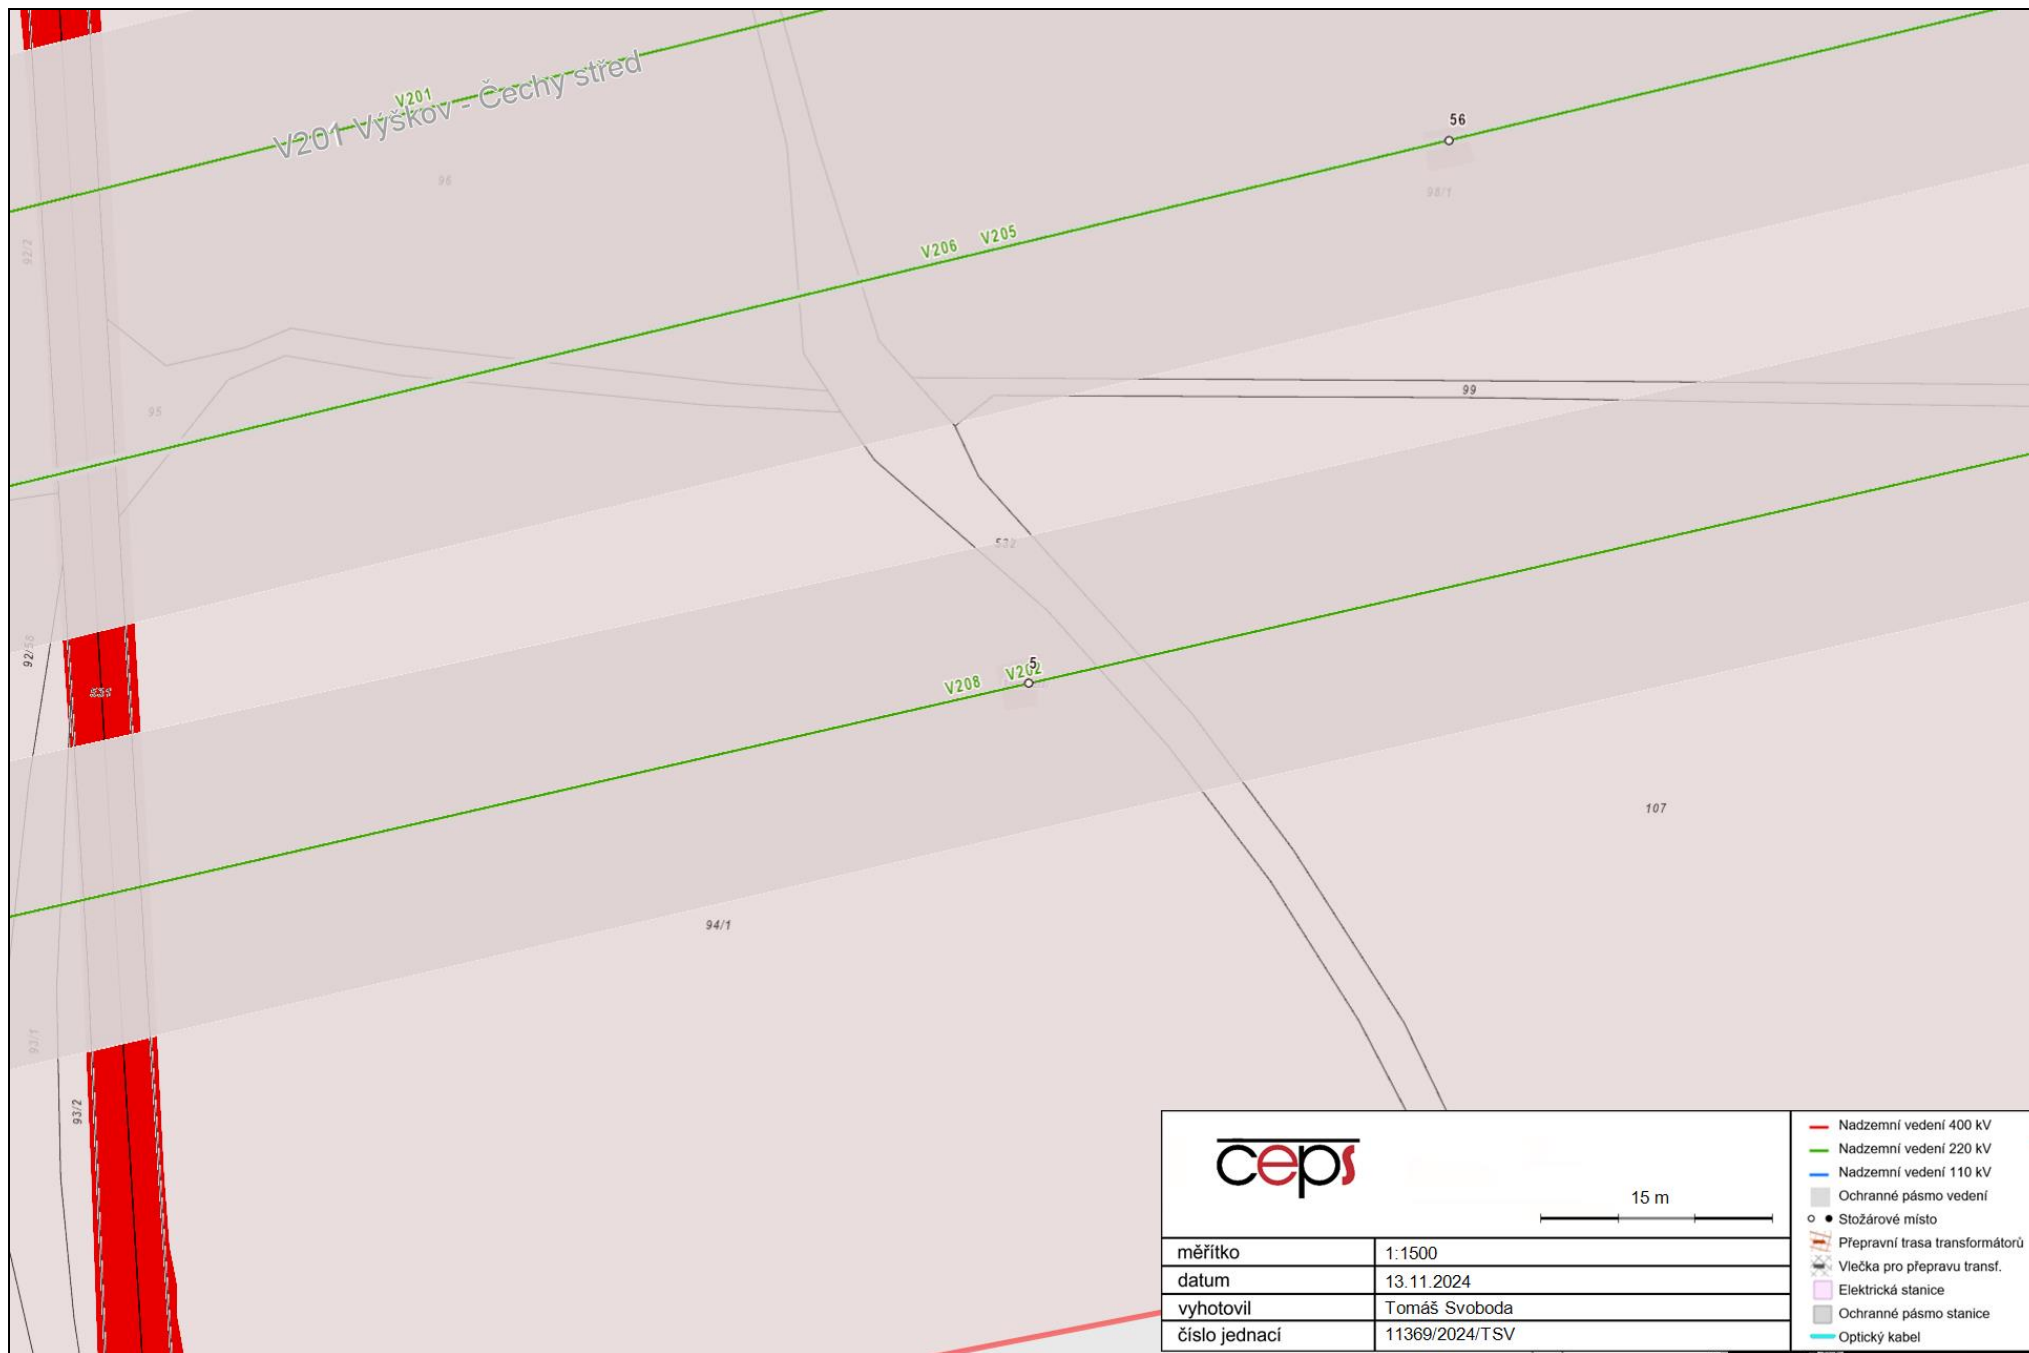 V201
V201 Výškov - Čechy střed
96
56
98/1
92/2
V206 V205
99
95
532
92/56
5
V208 V202
107
94/1
93/1
93/2
čeps
15 m
měřítko 1:1500
datum 13.11.2024
vyhotovil Tomáš Svoboda
číslo jednací 11369/2024/TSV
Nadzemní vedení 400 kV
Nadzemní vedení 220 kV
Nadzemní vedení 110 kV
Ochranné pásmo vedení
Stožárové místo
Přepravní trasa transformátorů
Vlečka pro přepravu transf.
Elektrická stanice
Ochranné pásmo stanice
Optický kabel